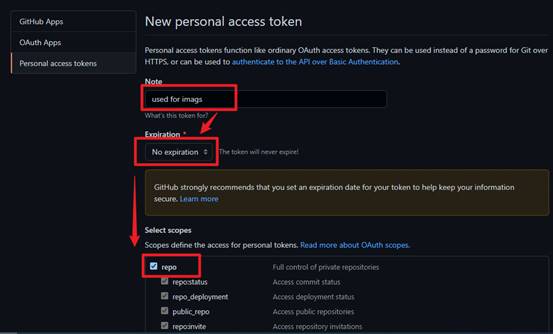 GitHub Apps
OAuth Apps
Personal access tokens
New personal access token
Personal access tokens function like ordinary OAuth access tokens. They can be used instead of a password for Git over
HTTPS, or can be used to authenticate to the API over Basic Authentication.
Note
used for imags
What's this token for?
Expiration *
No expiration The token will never expire!
GitHub strongly recommends that you set an expiration date for your token to help keep your information
secure. Learn more
Select scopes
Scopes define the access for personal tokens. Read more about OAuth scopes.
repo Full control of private repositories
repo:status Access commit status
repo_deployment Access deployment status
public_repo Access public repositories
repo:invite Access repository invitations